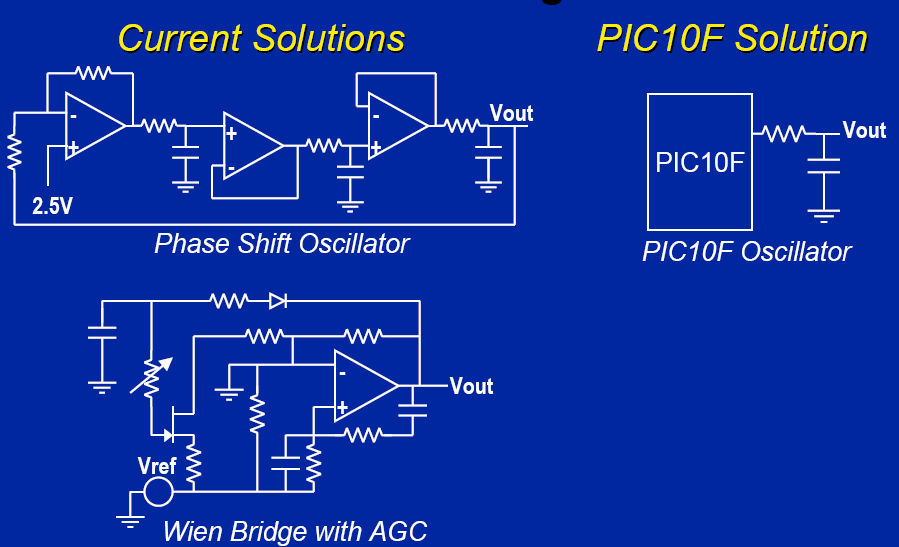 Current Solutions
PIC10F Solution
-
+
2.5V
+
-
-
+
Vout
Phase Shift Oscillator
PIC10F
Vout
PIC10F Oscillator
-
+
Vout
Vref
Wien Bridge with AGC